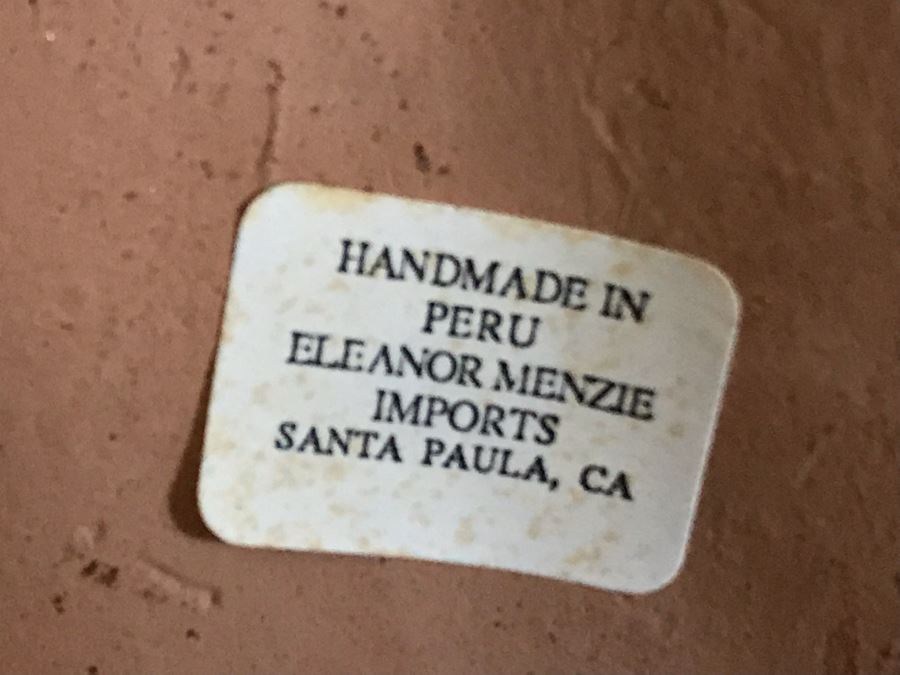 HANDMADE IN
PERU
ELEANOR MENZIE
IMPORTS
SANTA PAULA, CA